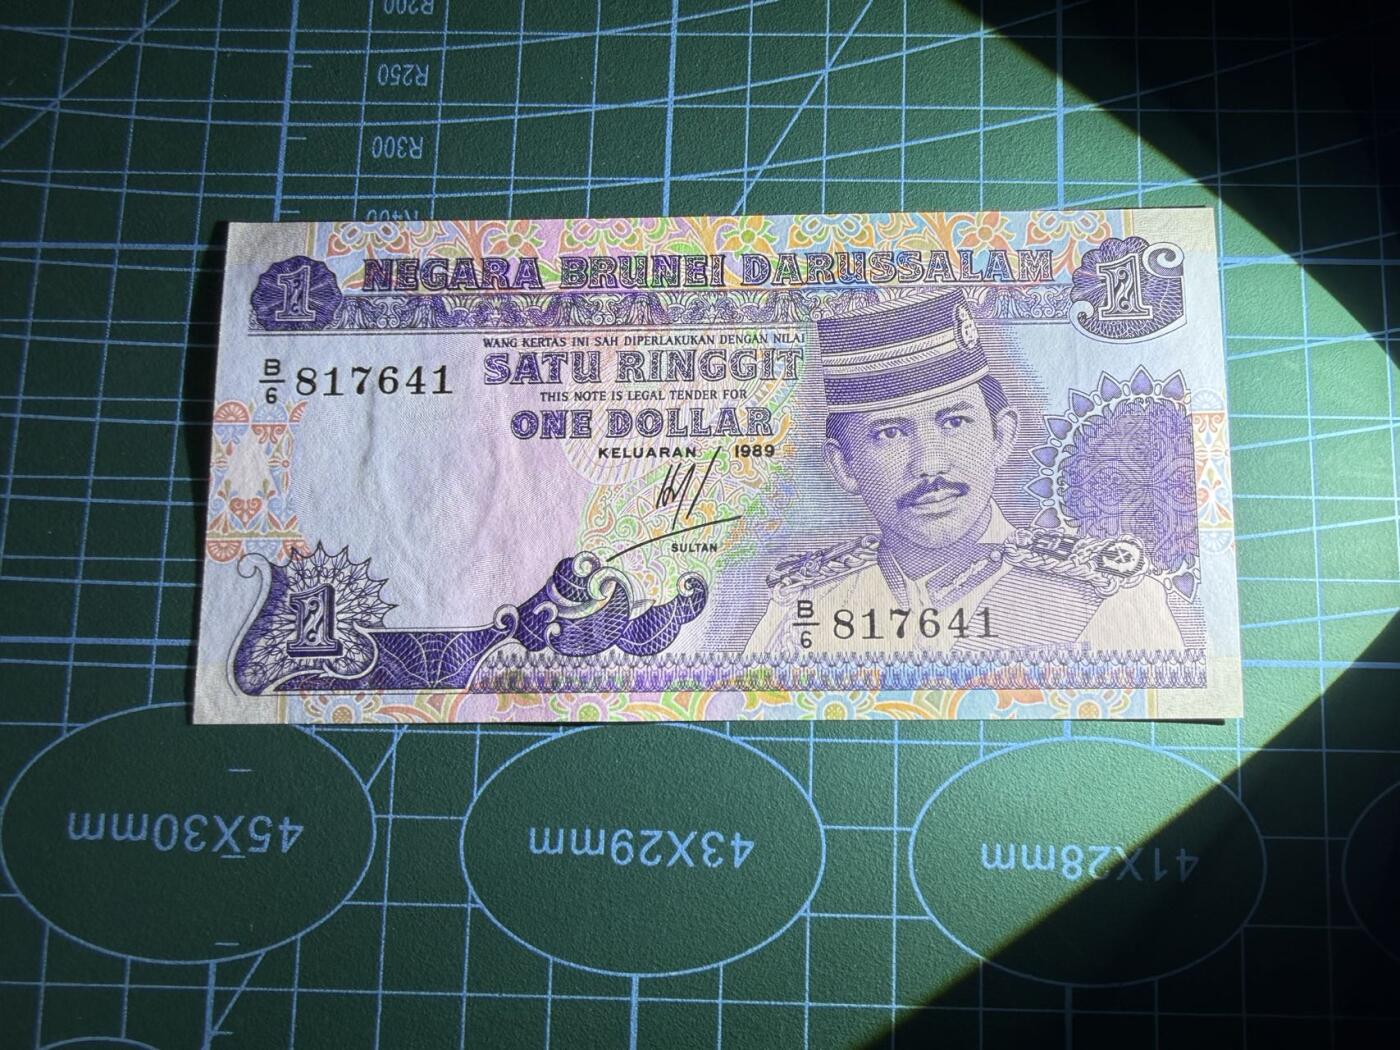 R200
R250
R300
R400
1 NEGARA BRUNEI DARUSSALAM 1
WANG KERTAS INI SAH DIPERLAKUKAN DENGAN NILAI
SATU RINGGIT
B/6 817641
THIS NOTE IS LEGAL TENDER FOR
ONE DOLLAR
KELUARAN 1989
SULTAN
1
B/6 817641
45X30mm
43X29mm
41X28mm